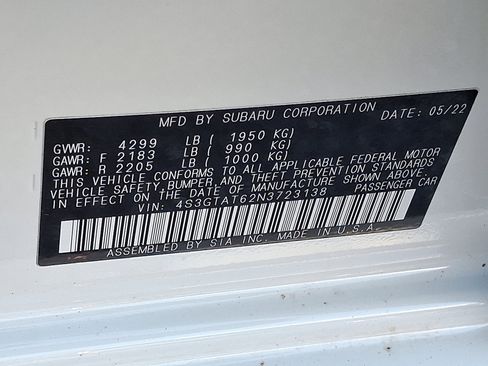 MFD BY SUBARU CORPORATION DATE: 05/22
GVWR: 4299 LB ( 1950 KG)
GAWR: F 2183 LB ( 990 KG)
GAWR: R 2205 LB ( 1000 KG)
THIS VEHICLE CONFORMS TO ALL APPLICABLE FEDERAL MOTOR
VEHICLE SAFETY, BUMPER, AND THEFT PREVENTION STANDARDS
IN EFFECT ON THE DATE OF MANUFACTURE SHOWN ABOVE.
VIN: 4S3GTAT62N3723138 PASSENGER CAR
ASSEMBLED BY SIA INC. MADE IN U.S.A.